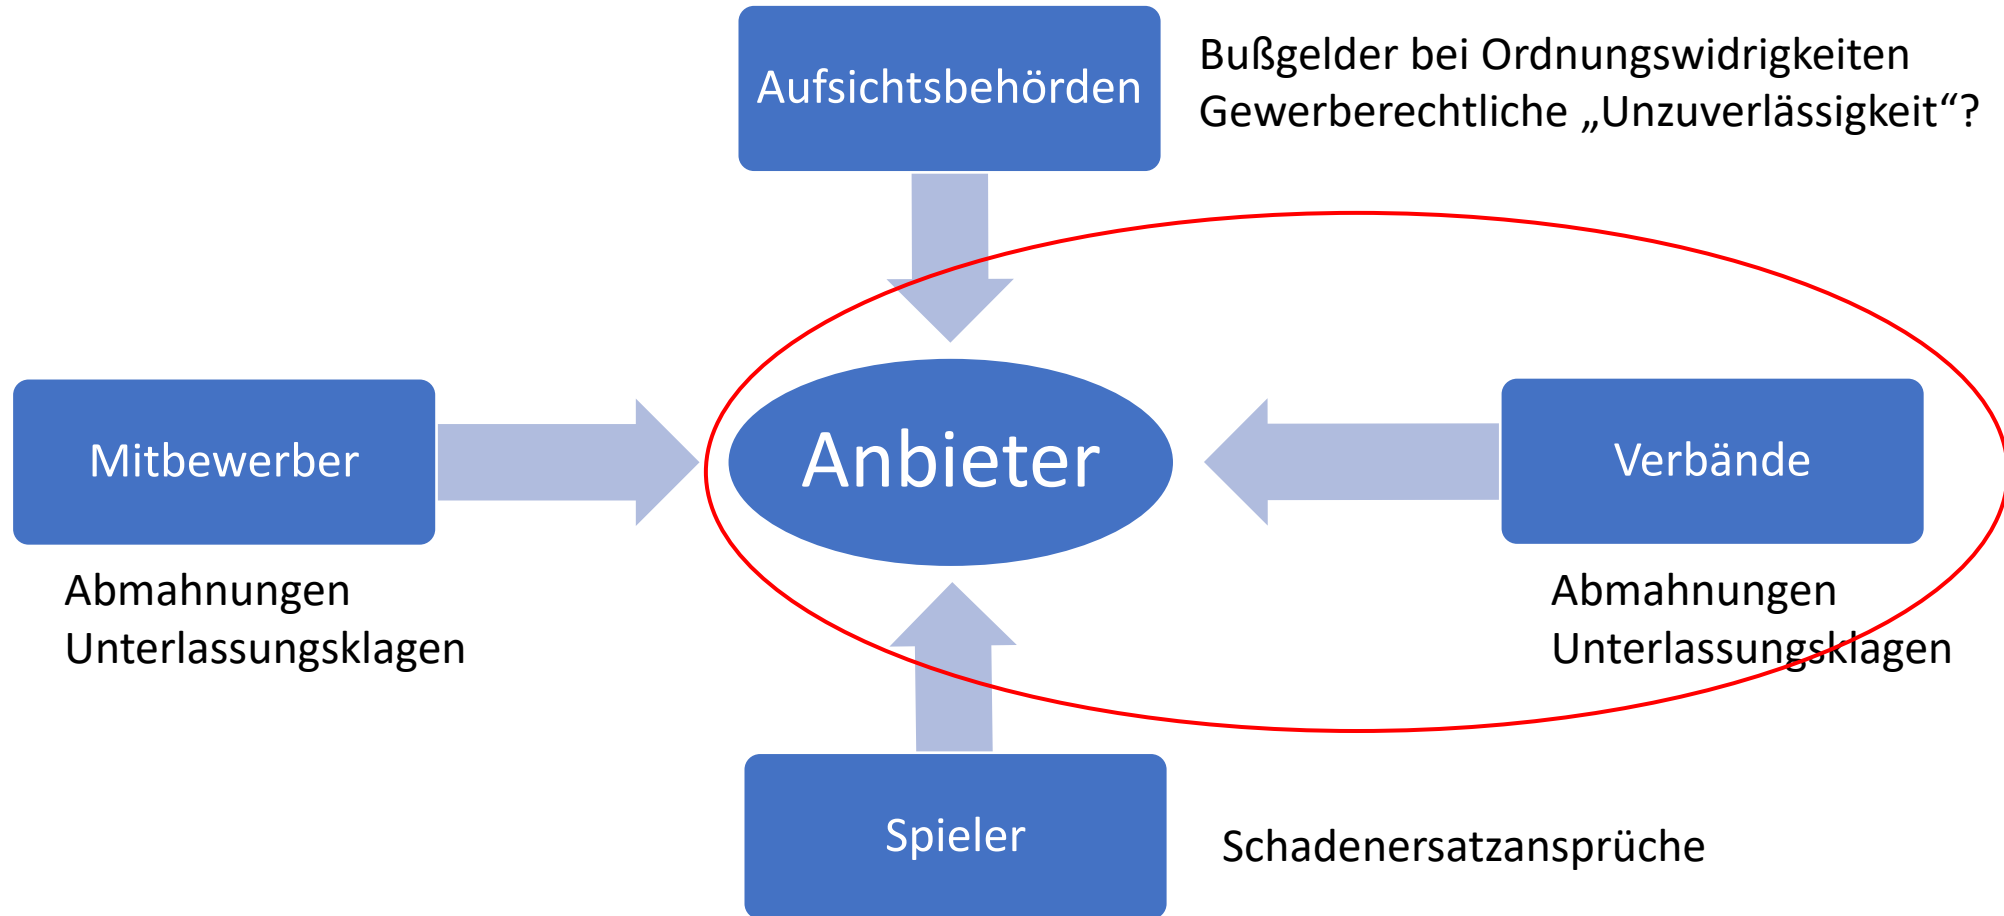 Aufsichtsbehörden
Bußgelder bei Ordnungswidrigkeiten
Gewerberechtliche „Unzuverlässigkeit“?
Mitbewerber
Anbieter
Verbände
Abmahnungen
Unterlassungsklagen
Abmahnungen
Unterlassungsklagen
Spieler
Schadenersatzansprüche